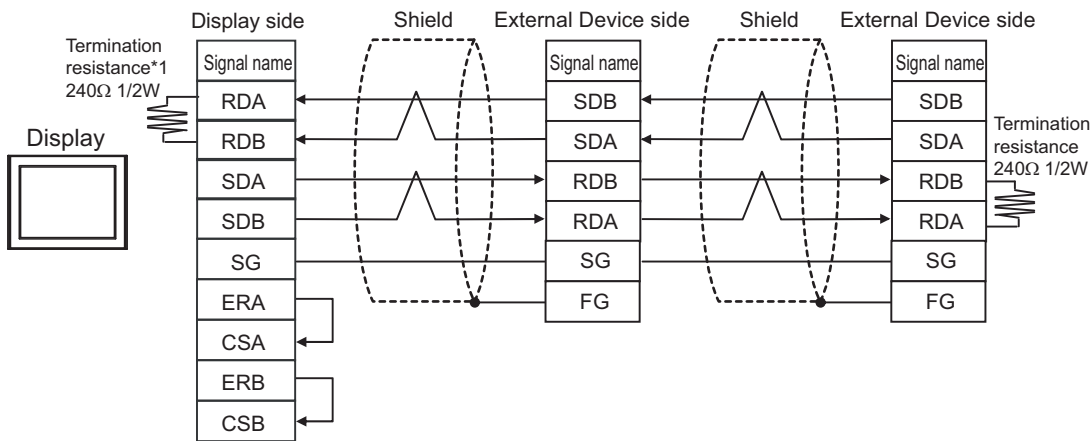 Display side
Shield
External Device side
Shield
External Device side
Termination
resistance*1
240Ω 1/2W
Display
Signal name
RDA
RDB
SDA
SDB
SG
ERA
CSA
ERB
CSB
Signal name
SDB
SDA
RDB
RDA
SG
FG
Signal name
SDB
SDA
RDB
RDA
SG
FG
Termination
resistance
240Ω 1/2W